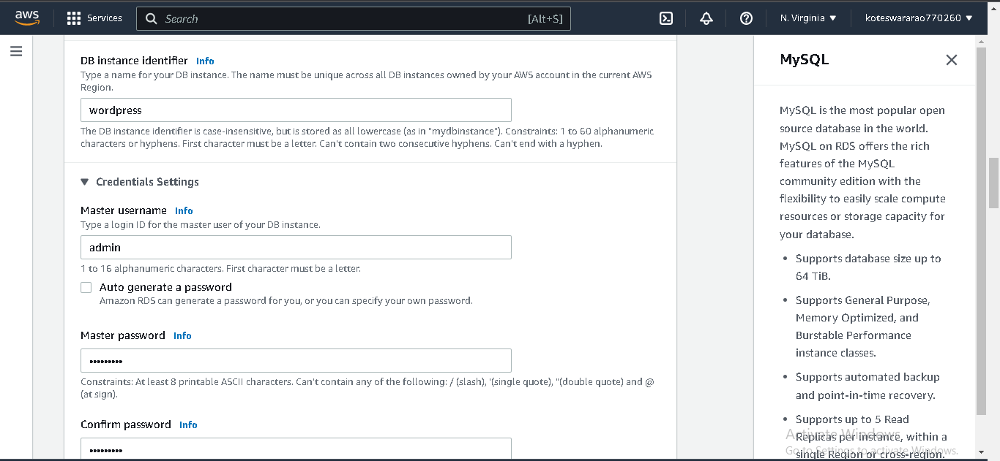 aws
Services
Search
[Alt+S]
N. Virginia
koteswararao770260
DB instance identifier Info
Type a name for your DB instance. The name must be unique across all DB instances owned by your AWS account in the current AWS
Region.
wordpress
The DB instance identifier is case-insensitive, but is stored as all lowercase (as in "mydbinstance"). Constraints: 1 to 60 alphanumeric
characters or hyphens. First character must be a letter. Can't contain two consecutive hyphens. Can't end with a hyphen.
Credentials Settings
Master username Info
Type a login ID for the master user of your DB instance.
admin
1 to 16 alphanumeric characters. First character must be a letter.
Auto generate a password
Amazon RDS can generate a password for you, or you can specify your own password.
Master password Info
•••••••••
Constraints: At least 8 printable ASCII characters. Can't contain any of the following: / (slash), '(single quote), "(double quote) and @
(at sign).
Confirm password Info
•••••••••
MySQL
MySQL is the most popular open
source database in the world.
MySQL on RDS offers the rich
features of the MySQL
community edition with the
flexibility to easily scale compute
resources or storage capacity for
your database.
• Supports database size up to
64 TiB.
• Supports General Purpose,
Memory Optimized, and
Burstable Performance
instance classes.
• Supports automated backup
and point-in-time recovery.
• Supports up to 5 Read
Replicas per instance, within a
single Region or cross-region.
Activate Windows
Go to Settings to activate Windows.